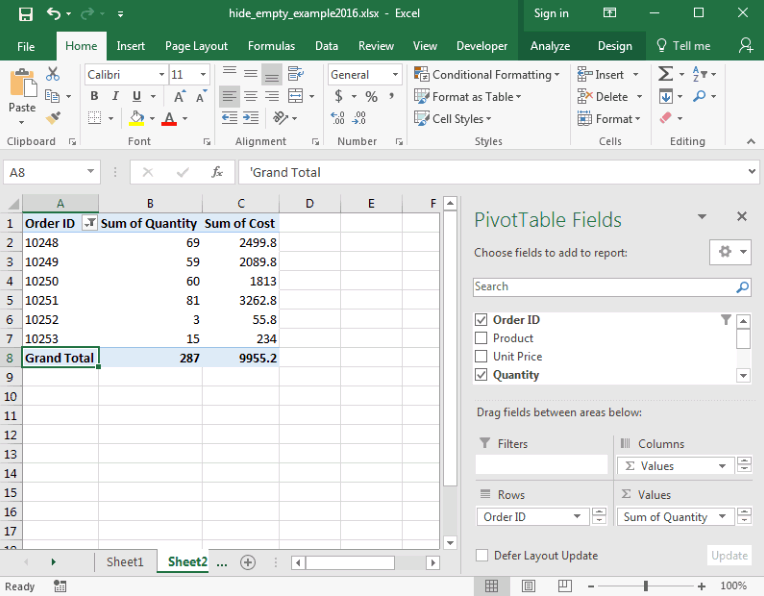 hide_empty_example2016.xlsx - Excel
Sign in
File
Home
Insert
Page Layout
Formulas
Data
Review
View
Developer
Analyze
Design
Tell me
Paste
Clipboard
Calibri
11
B I U
A A
A
Font
Alignment
General
$ % ,
Number
Conditional Formatting
Format as Table
Cell Styles
Styles
Insert
Delete
Format
Cells
Editing
A8
fx
'Grand Total
A B C D E F
1 Order ID Sum of Quantity Sum of Cost
2 10248 69 2499.8
3 10249 59 2089.8
4 10250 60 1813
5 10251 81 3262.8
6 10252 3 55.8
7 10253 15 234
8 Grand Total 287 9955.2
9
10
11
12
13
14
15
16
17
PivotTable Fields
Choose fields to add to report:
Search
Order ID
Product
Unit Price
Quantity
Drag fields between areas below:
Filters
Columns
Σ Values
Rows
Σ Values
Order ID
Sum of Quantity
Defer Layout Update
Update
Sheet1
Sheet2
...
Ready
100%